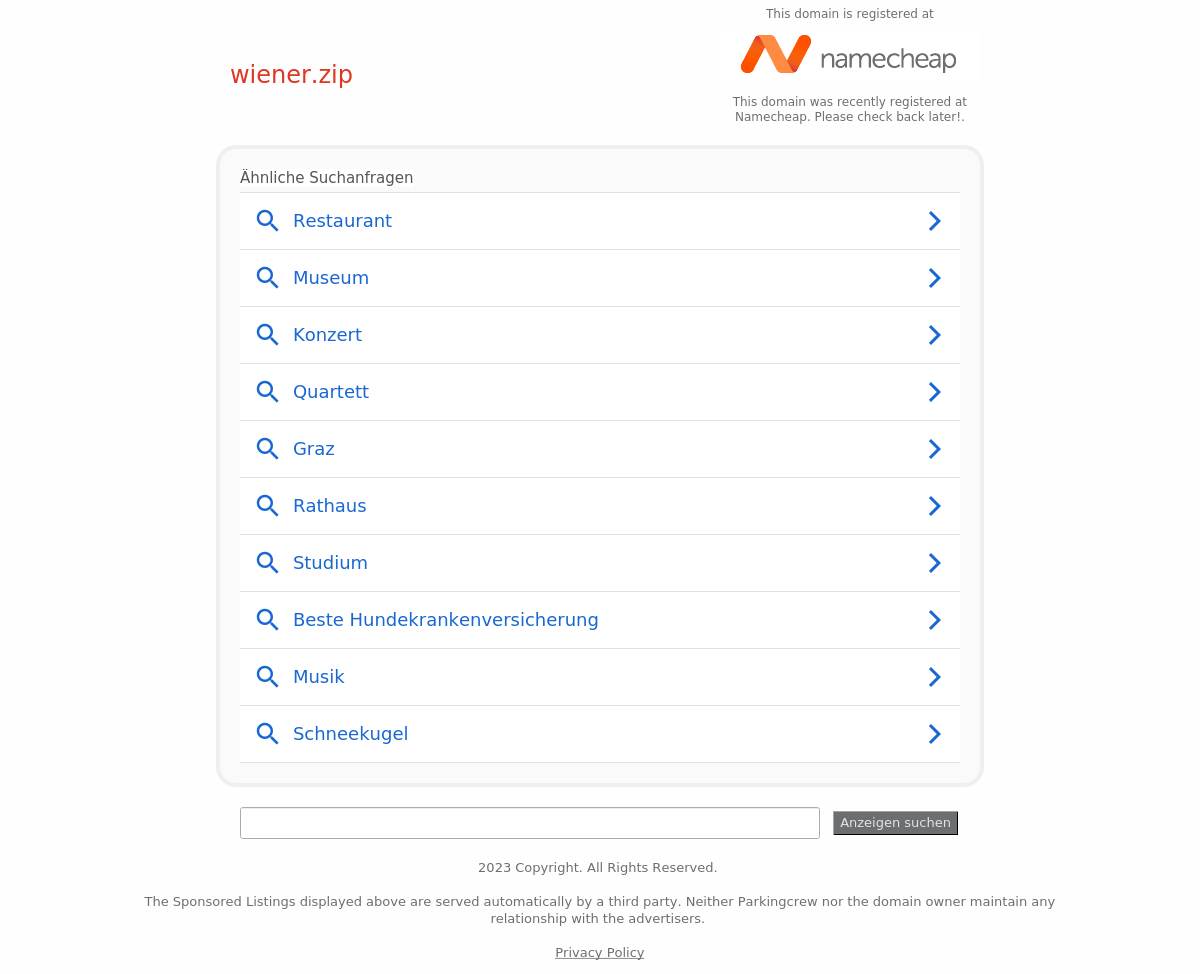 This domain is registered at
wiener.zip
namecheap
This domain was recently registered at
Namecheap. Please check back later!.
Ähnliche Suchanfragen
Restaurant
Museum
Konzert
Quartett
Graz
Rathaus
Studium
Beste Hundekrankenversicherung
Musik
Schneekugel
Anzeigen suchen
2023 Copyright. All Rights Reserved.
The Sponsored Listings displayed above are served automatically by a third party. Neither Parkingcrew nor the domain owner maintain any
relationship with the advertisers.
Privacy Policy